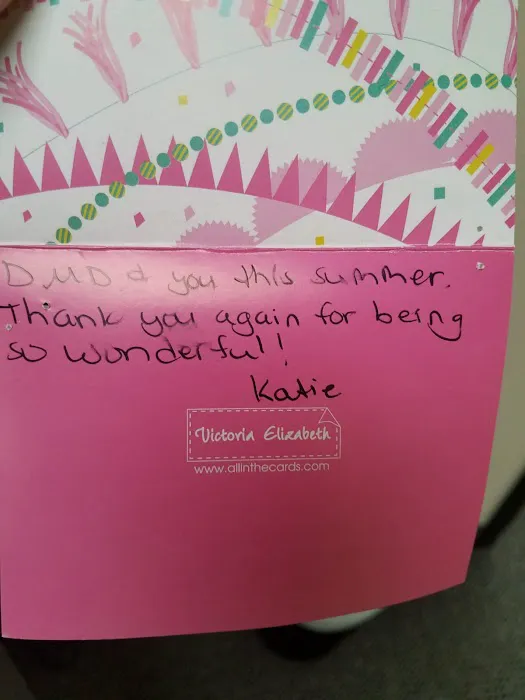 DMD & you this summer.
Thank you again for being
so wonderful!
Katie
Victoria Elizabeth
www.allinthecards.com